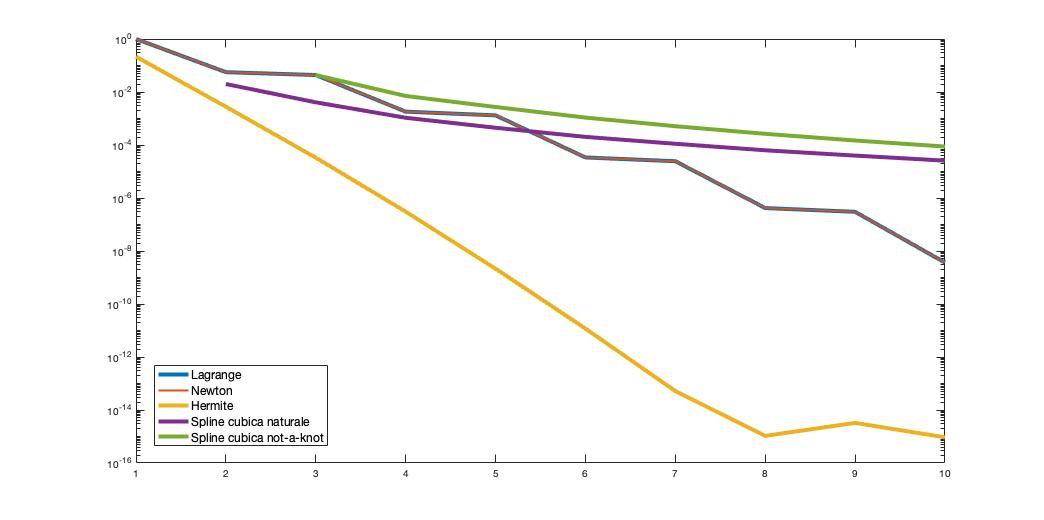 10^0
10^-2
10^-4
10^-6
10^-8
10^-10
10^-12
10^-14
10^-16
Lagrange
Newton
Hermite
Spline cubica naturale
Spline cubica not-a-knot
1 2 3 4 5 6 7 8 9 10